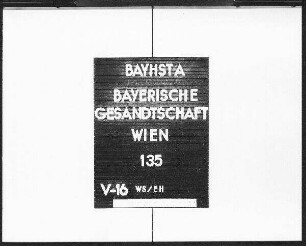 BAYHSTA
BAYERISCHE
GESANDTSCHAFT
WIEN
135
V-16 WS/EH